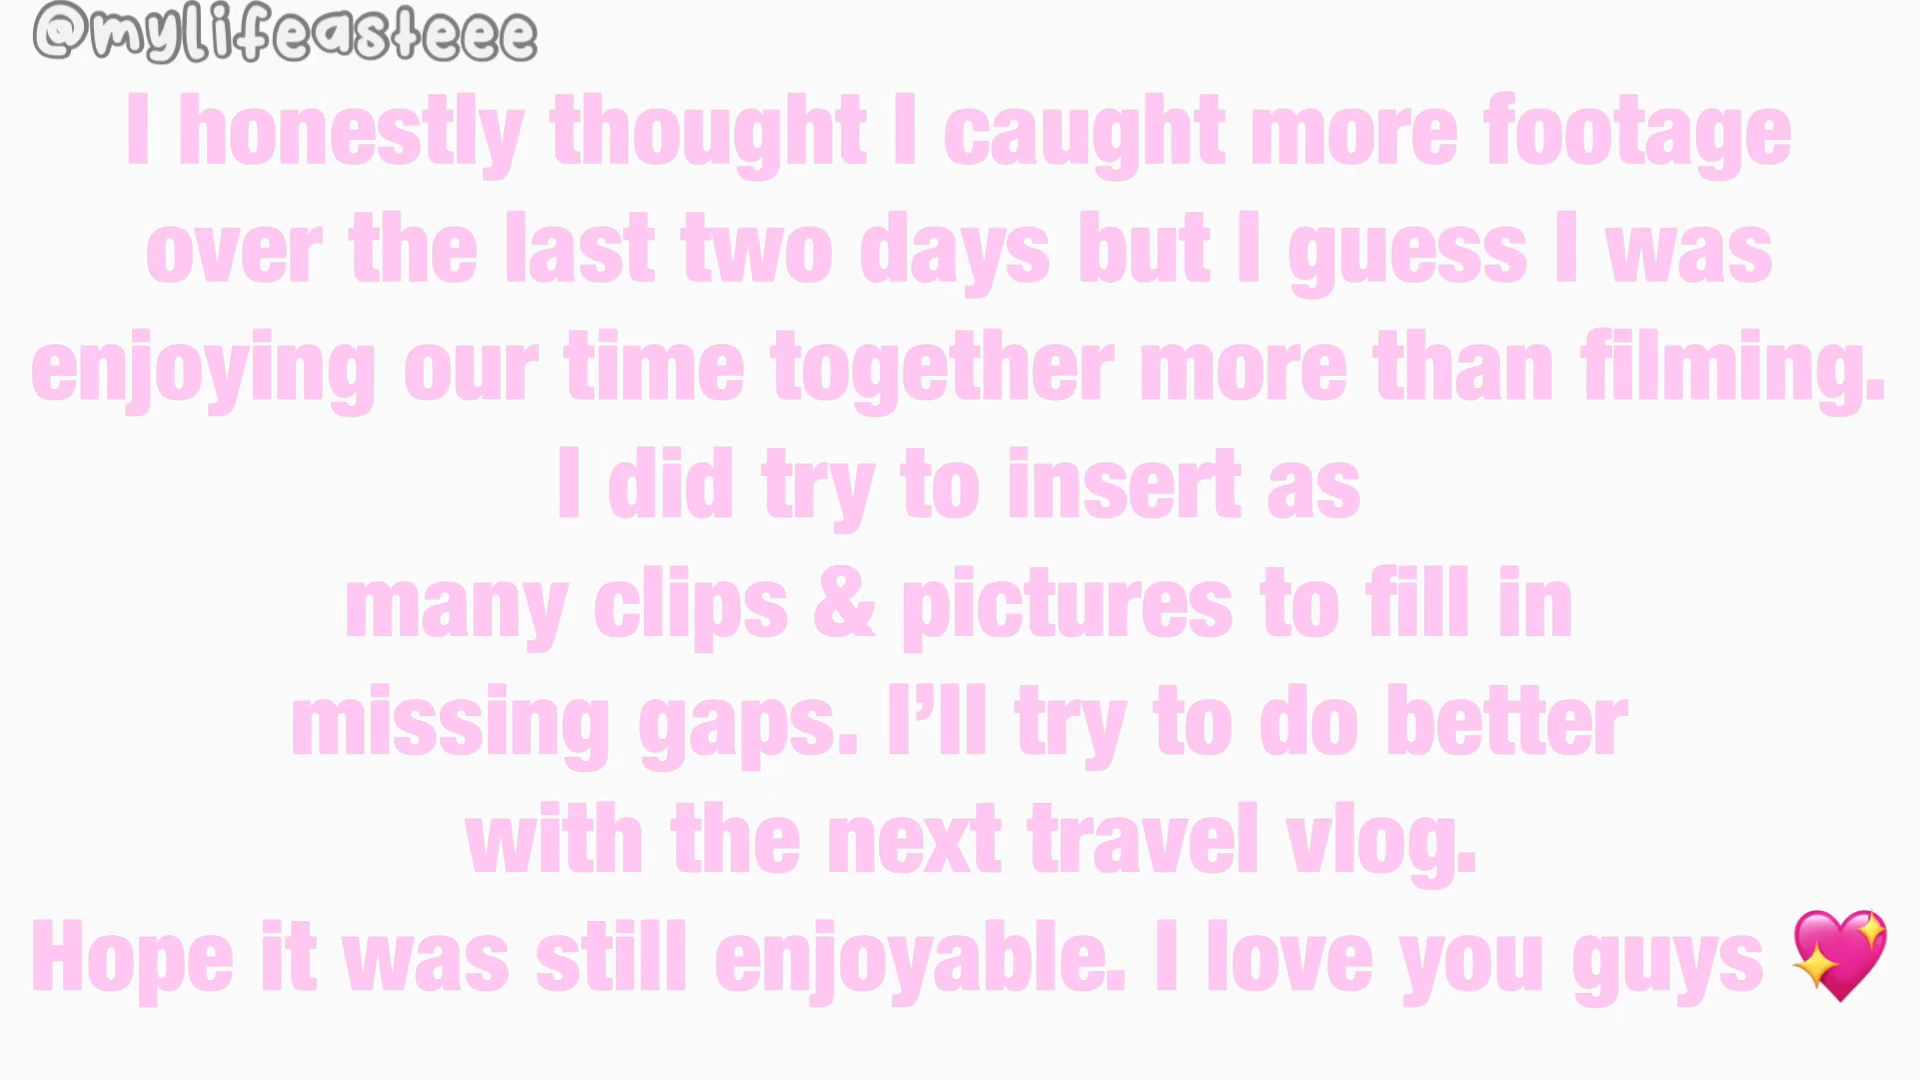 @mylifeasteee
I honestly thought I caught more footage
over the last two days but I guess I was
enjoying our time together more than filming.
I did try to insert as
many clips & pictures to fill in
missing gaps. I’ll try to do better
with the next travel vlog.
Hope it was still enjoyable. I love you guys 💖